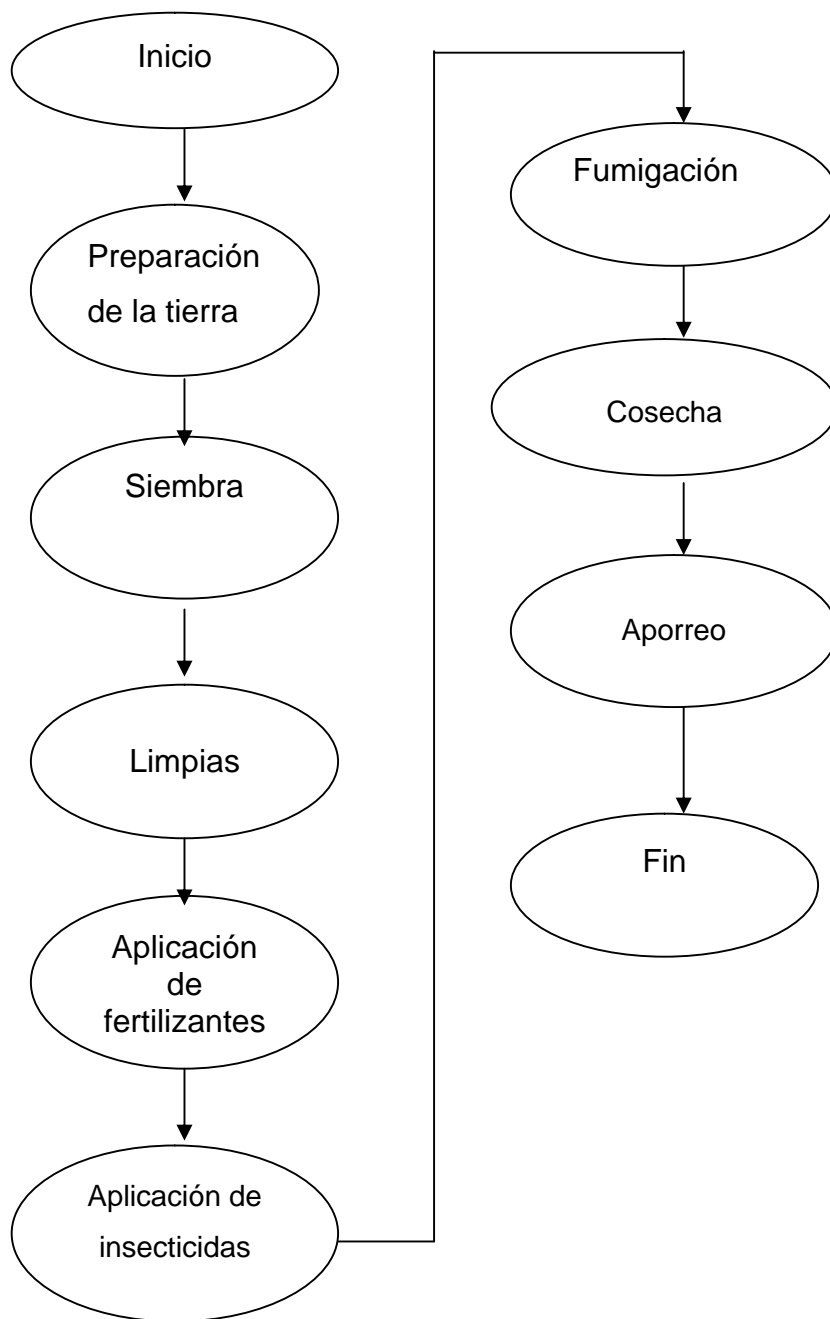 Inicio
Preparación
de la tierra
Siembra
Limpias
Aplicación
de
fertilizantes
Aplicación de
insecticidas
Fumigación
Cosecha
Aporreo
Fin